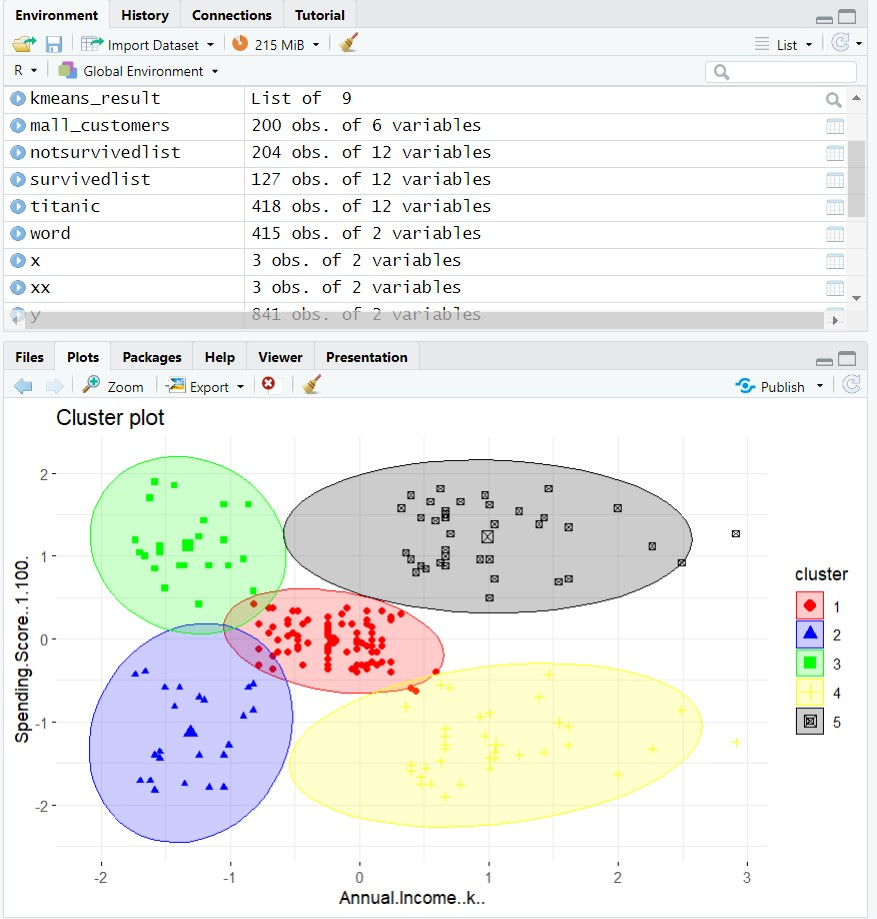 Environment History Connections Tutorial
Import Dataset 215 MiB List
R Global Environment
kmeans_result List of  9
mall_customers 200 obs. of 6 variables
notsurvivedlist 204 obs. of 12 variables
survivedlist 127 obs. of 12 variables
titanic 418 obs. of 12 variables
word 415 obs. of 2 variables
x 3 obs. of 2 variables
xx 3 obs. of 2 variables
y 841 obs. of 2 variables
Files Plots Packages Help Viewer Presentation
Zoom Export Publish
Cluster plot
2
1
0
-1
-2
Spending.Score..1.100.
-2 -1 0 1 2 3
Annual.Income..k..
cluster
1
2
3
4
5